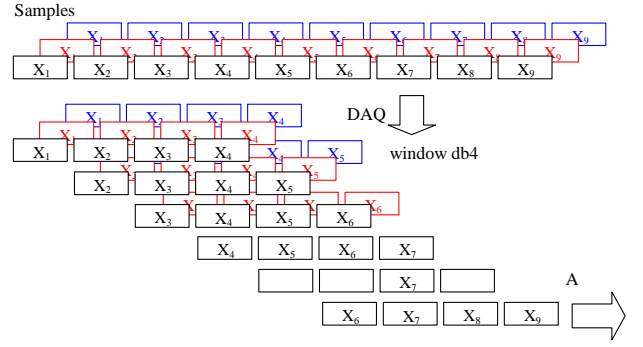 Samples
X₁ X₂ X₃ X₄ X₅ X₆ X₇ X₈ X₉
X₁ X₂ X₃ X₄ X₅ X₆ X₇ X₈ X₉
X₁ X₂ X₃ X₄ X₅ X₆ X₇ X₈ X₉
DAQ
window db4
X₁ X₂ X₃ X₄
X₁ X₂ X₃ X₄
X₁ X₂ X₃ X₄
X₄ X₅
X₄ X₅
X₂ X₃ X₄ X₅
X₆
X₃ X₄ X₅ X₆
X₄ X₅ X₆ X₇
X₇
A
X₆ X₇ X₈ X₉